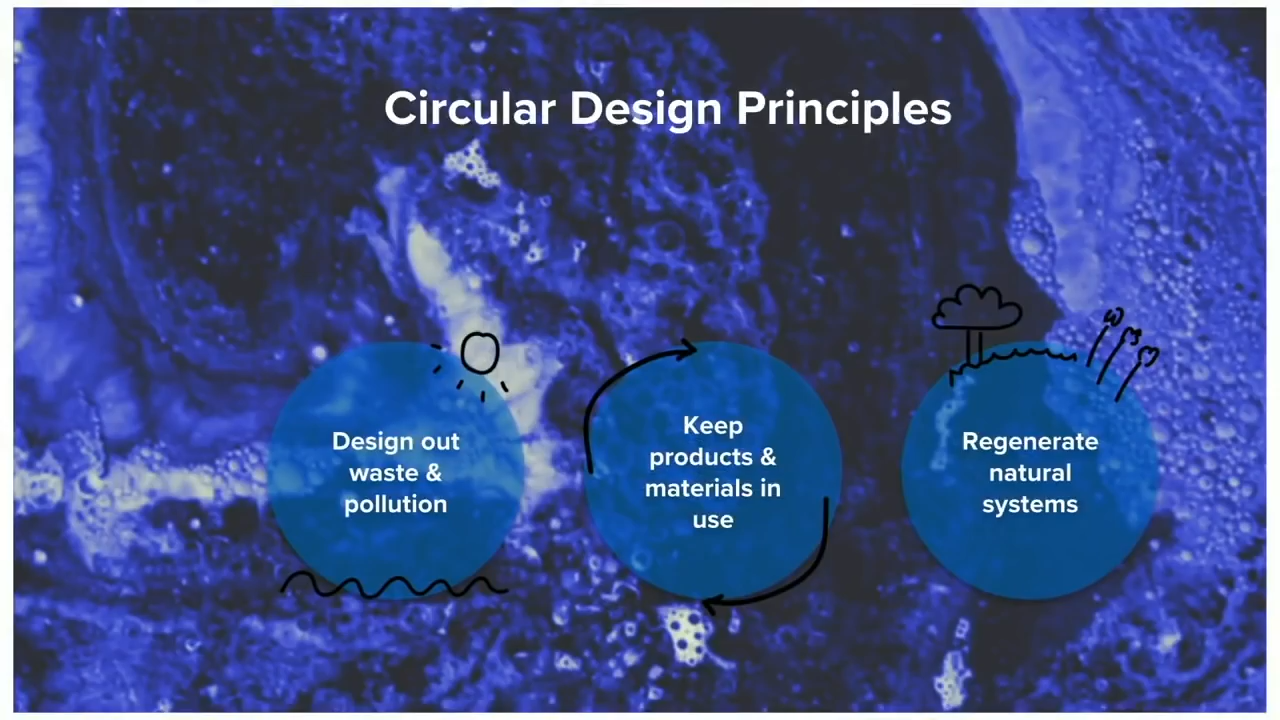 Circular Design Principles
Design out
waste &
pollution
Keep
products &
materials in
use
Regenerate
natural
systems